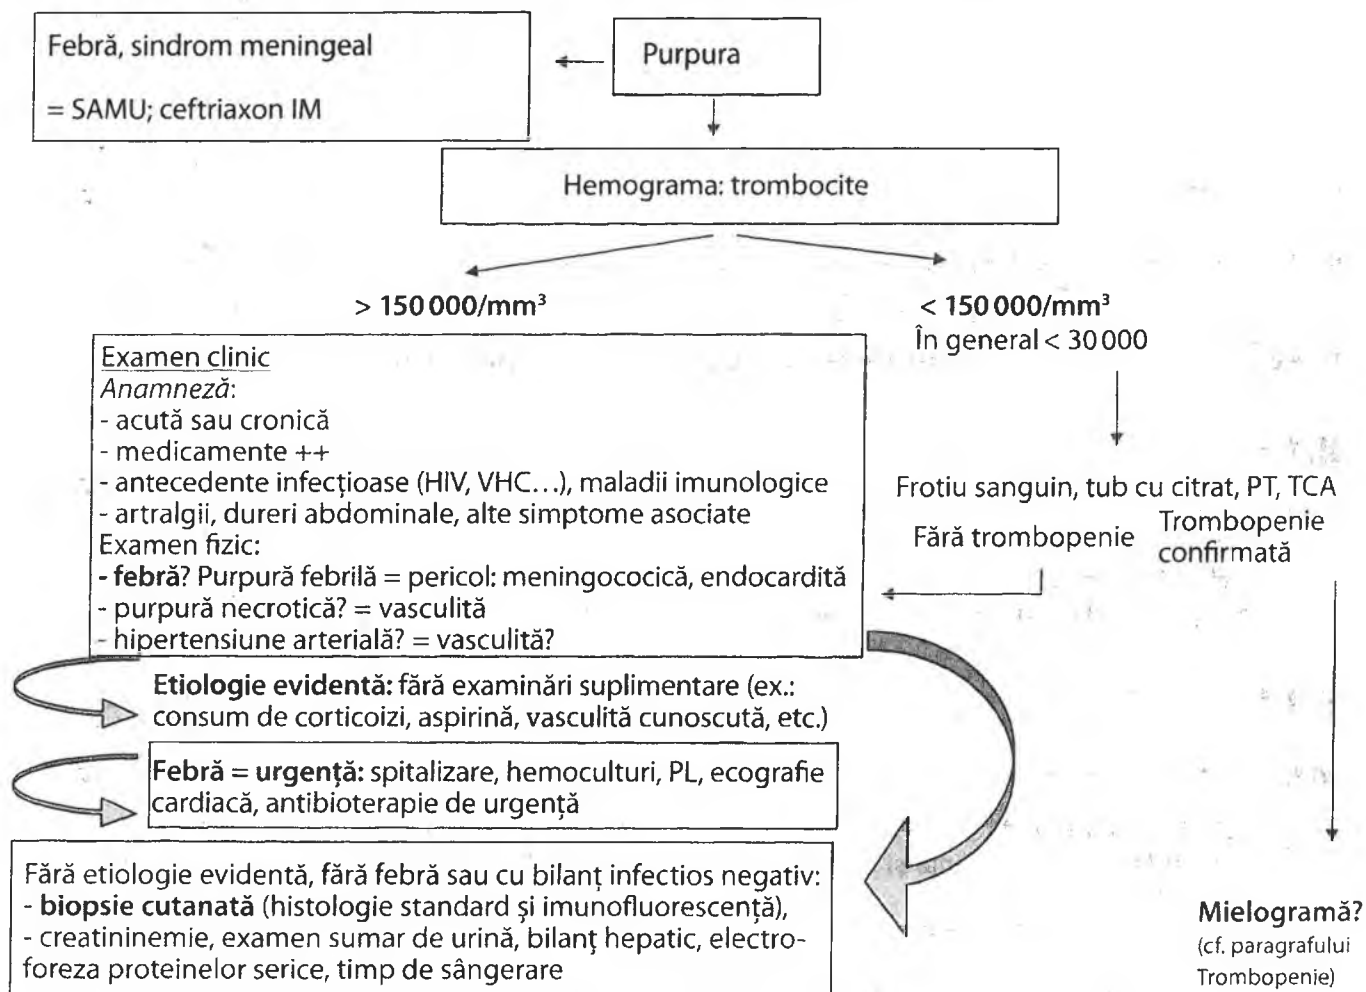 Febră, sindrom meningeal
= SAMU; ceftriaxon IM
Purpura
Hemograma: trombocite
> 150 000/mm³
< 150 000/mm³
În general < 30 000
Examen clinic
Anamneză:
- acută sau cronică
- medicamente ++
- antecedente infecțioase (HIV, VHC...), maladii imunologice
- artralgii, dureri abdominale, alte simptome asociate
Examen fizic:
- febră? Purpură febrilă = pericol: meningococică, endocardită
- purpură necrotică? = vasculită
- hipertensiune arterială? = vasculită?
Frotiu sanguin, tub cu citrat, PT, TCA
Fără trombopenie
Trombopenie
confirmată
Etiologie evidentă: fără examinări suplimentare (ex.:
consum de corticoizi, aspirină, vasculită cunoscută, etc.)
Febră = urgență: spitalizare, hemoculturi, PL, ecografie
cardiacă, antibioterapie de urgență
Fără etiologie evidentă, fără febră sau cu bilanț infectios negativ:
- biopsie cutanată (histologie standard și imunofluorescență),
- creatininemie, examen sumar de urină, bilanț hepatic, electro-
foreza proteinelor serice, timp de sângerare
Mielogramă?
(cf. paragrafului
Trombopenie)